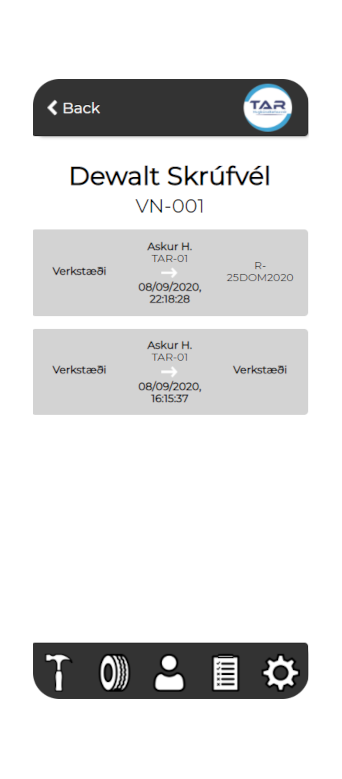 Back
TAR
Dewalt Skrúfvél
VN-001
Askur H.
TAR-01
Verkstæði
R-
25DOM2020
08/09/2020,
22:18:28
Askur H.
TAR-01
Verkstæði
Verkstæði
08/09/2020,
16:15:37